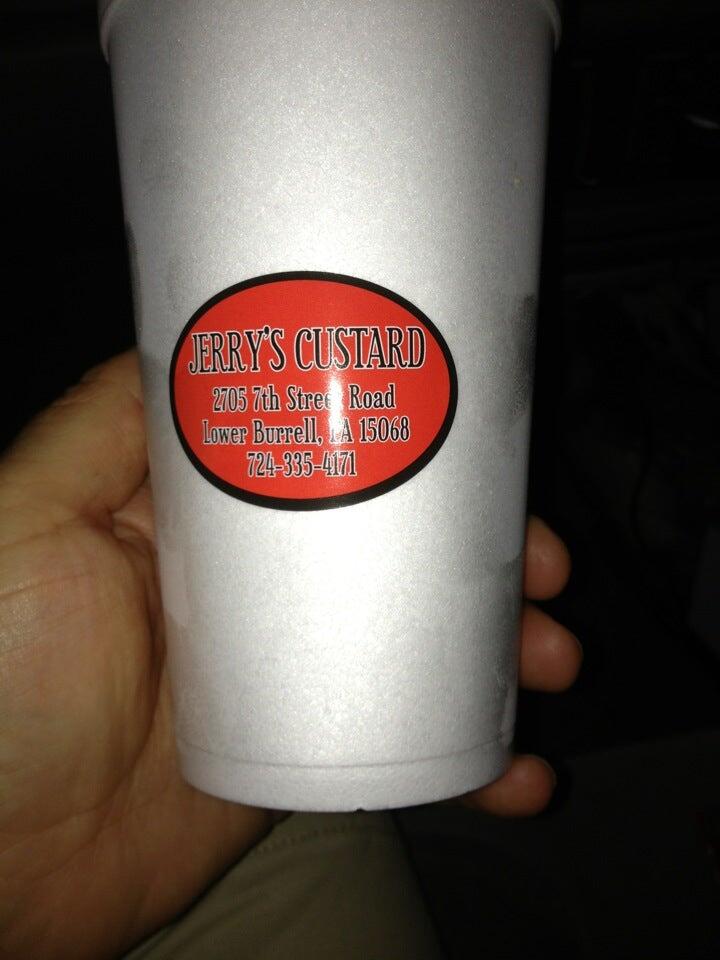 JERRY'S CUSTARD
2705 7th Street Road
Lower Burrell, PA 15068
724-335-4171